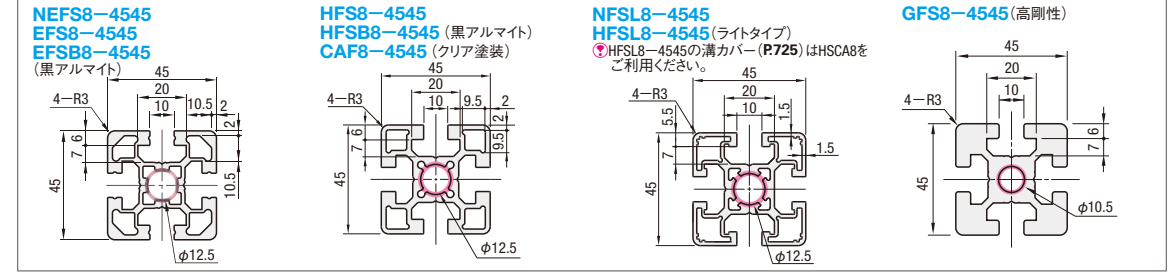 NEFS8-4545
EFS8-4545
EFSB8-4545
(黒アルマイト)
45
20
10
10.5
2
4-R3
2
6
7
45
10.5
φ12.5
HFS8-4545
HFSB8-4545(黒アルマイト)
CAF8-4545(クリア塗装)
45
20
10
9.5
2
4-R3
2
6
7
9.5
45
φ12.5
NFSL8-4545
HFSL8-4545(ライトタイプ)
!HFSL8-4545の溝カバー(P.725)はHSCA8を
ご利用ください。
45
20
10
1.5
4-R3
5.5
7
1.5
45
φ12.5
GFS8-4545(高剛性)
45
20
10
4-R3
6
7
45
φ10.5